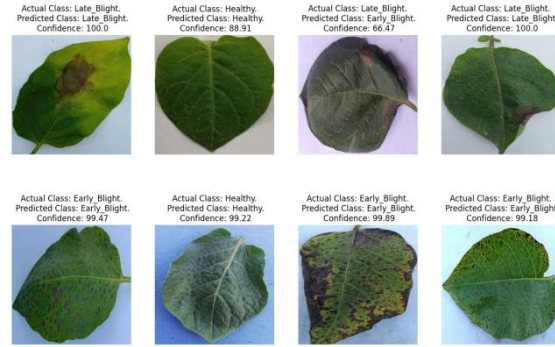 Actual Class: Late_Blight.
Predicted Class: Late_Blight.
Confidence: 100.0
Actual Class: Healthy.
Predicted Class: Healthy.
Confidence: 88.91
Actual Class: Late_Blight.
Predicted Class: Early_Blight.
Confidence: 66.47
Actual Class: Late_Blight.
Predicted Class: Late_Blight.
Confidence: 100.0
Actual Class: Early_Blight.
Predicted Class: Early_Blight.
Confidence: 99.47
Actual Class: Healthy.
Predicted Class: Healthy.
Confidence: 99.22
Actual Class: Early_Blight.
Predicted Class: Early_Blight.
Confidence: 99.89
Actual Class: Early_Blight.
Predicted Class: Early_Blight.
Confidence: 99.18